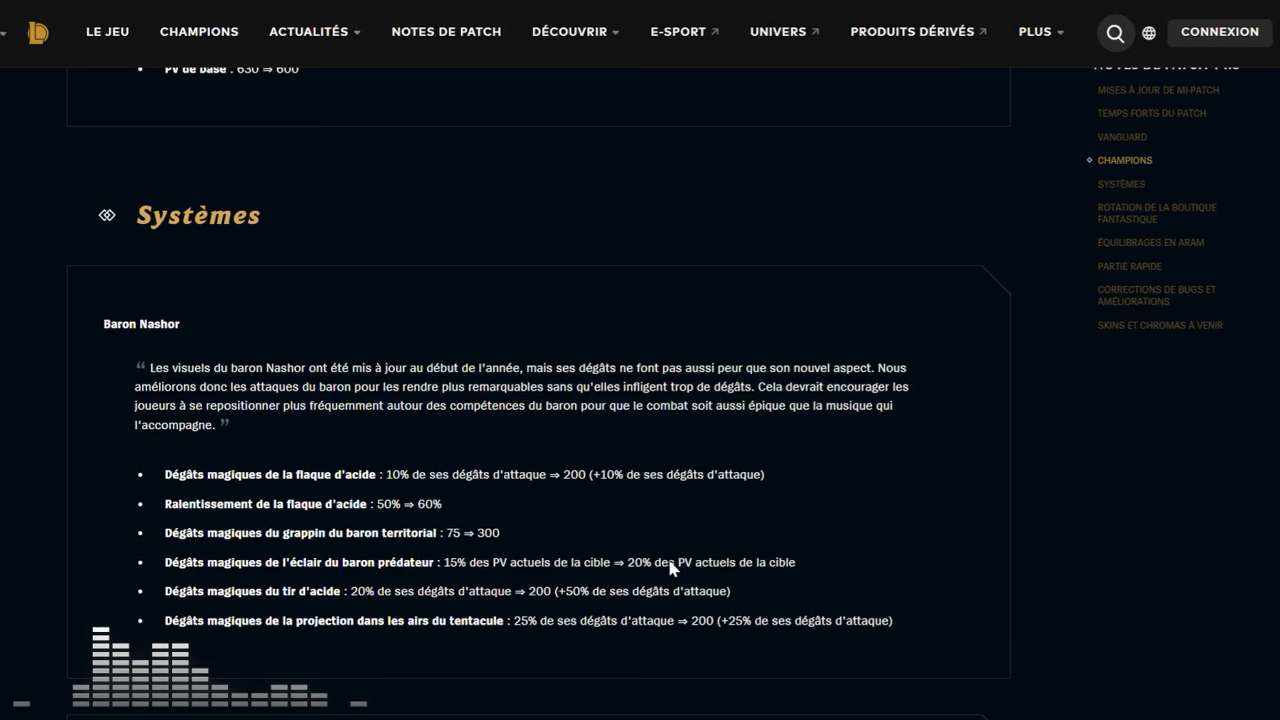 LE JEU CHAMPIONS ACTUALITÉS NOTES DE PATCH DÉCOUVRIR E-SPORT UNIVERS PRODUITS DÉRIVÉS PLUS CONNEXION
PV de base : 630 ⇒ 600
MISES À JOUR DE MI-PATCH
TEMPS FORTS DU PATCH
VANGUARD
CHAMPIONS
SYSTÈMES
ROTATION DE LA BOUTIQUE
FANTASTIQUE
ÉQUILIBRAGES EN ARAM
PARTIE RAPIDE
CORRECTIONS DE BUGS ET
AMÉLIORATIONS
SKINS ET CHROMAS À VENIR
Systèmes
Baron Nashor
“ Les visuels du baron Nashor ont été mis à jour au début de l'année, mais ses dégâts ne font pas aussi peur que son nouvel aspect. Nous
améliorons donc les attaques du baron pour les rendre plus remarquables sans qu'elles infligent trop de dégâts. Cela devrait encourager les
joueurs à se repositionner plus fréquemment autour des compétences du baron pour que le combat soit aussi épique que la musique qui
l'accompagne. ”
• Dégâts magiques de la flaque d'acide : 10% de ses dégâts d'attaque ⇒ 200 (+10% de ses dégâts d'attaque)
• Ralentissement de la flaque d'acide : 50% ⇒ 60%
• Dégâts magiques du grappin du baron territorial : 75 ⇒ 300
• Dégâts magiques de l'éclair du baron prédateur : 15% des PV actuels de la cible ⇒ 20% des PV actuels de la cible
• Dégâts magiques du tir d'acide : 20% de ses dégâts d'attaque ⇒ 200 (+50% de ses dégâts d'attaque)
• Dégâts magiques de la projection dans les airs du tentacule : 25% de ses dégâts d'attaque ⇒ 200 (+25% de ses dégâts d'attaque)